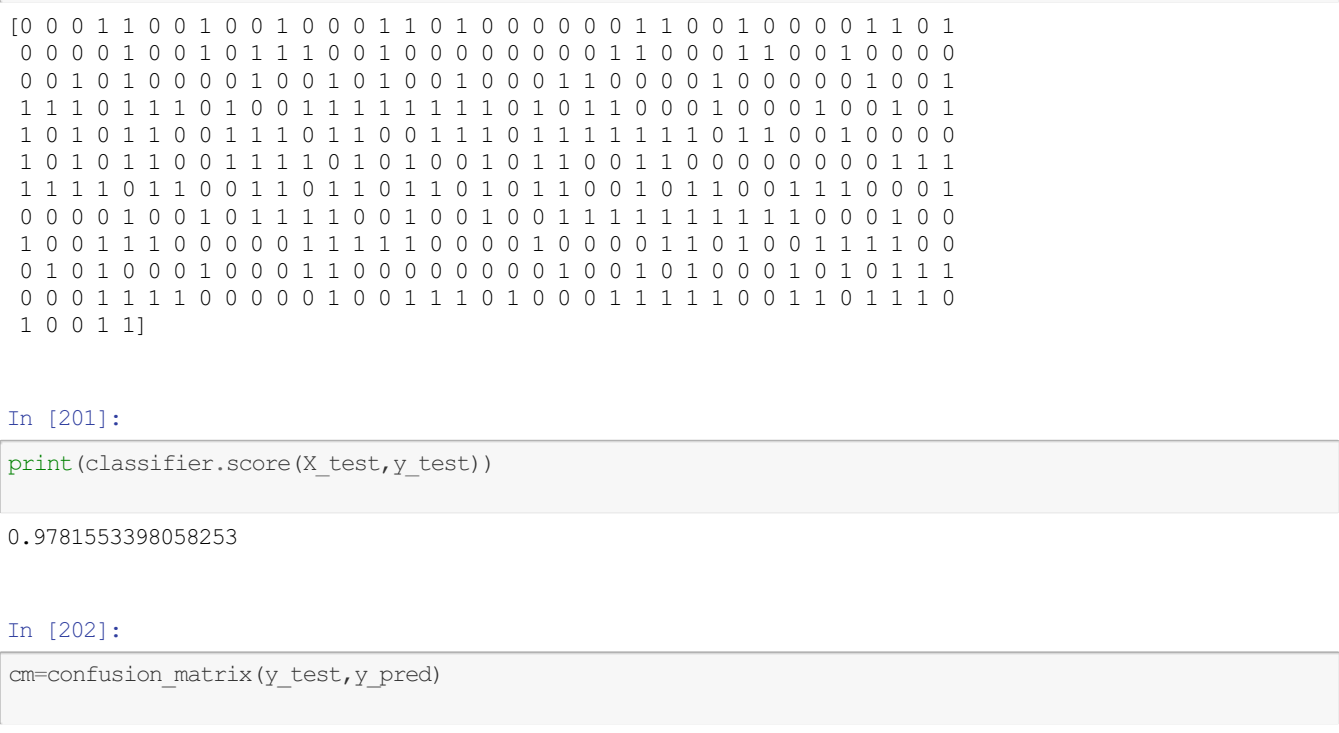 [0 0 0 1 1 0 0 1 0 0 1 0 0 0 1 1 0 1 0 0 0 0 0 0 1 1 0 0 1 0 0 0 0 1 1 0 1
0 0 0 0 1 0 0 1 0 1 1 1 0 0 1 0 0 0 0 0 0 0 0 1 1 0 0 0 1 1 0 0 1 0 0 0 0
0 0 1 0 1 0 0 0 0 1 0 0 1 0 1 0 0 1 0 0 0 1 1 0 0 0 0 1 0 0 0 0 0 1 0 0 1
1 1 1 0 1 1 1 0 1 0 0 1 1 1 1 1 1 1 1 0 1 0 1 1 0 0 0 1 0 0 0 1 0 0 1 0 1
1 0 1 0 1 1 0 0 1 1 1 0 1 1 0 0 1 1 1 0 1 1 1 1 1 1 1 0 1 1 0 0 1 0 0 0 0
1 0 1 0 1 1 0 0 1 1 1 1 0 1 0 1 0 0 1 0 1 1 0 0 1 1 0 0 0 0 0 0 0 0 1 1 1
1 1 1 1 0 1 1 0 0 1 1 0 1 1 0 1 1 0 1 0 1 1 0 0 1 0 1 1 0 0 1 1 1 0 0 0 1
0 0 0 0 1 0 0 1 0 1 1 1 1 0 0 1 0 0 1 0 0 1 1 1 1 1 1 1 1 1 1 0 0 0 1 0 0
1 0 0 1 1 1 0 0 0 0 0 1 1 1 1 1 0 0 0 0 1 0 0 0 0 1 1 0 1 0 0 1 1 1 1 0 0
0 1 0 1 0 0 0 1 0 0 0 1 1 0 0 0 0 0 0 0 0 1 0 0 1 0 1 0 0 0 1 0 1 0 1 1 1
0 0 0 1 1 1 1 0 0 0 0 0 1 0 0 1 1 1 0 1 0 0 0 1 1 1 1 1 0 0 1 1 0 1 1 1 0
1 0 0 1 1]
In [201]:
print(classifier.score(X_test,y_test))
0.9781553398058253
In [202]:
cm=confusion_matrix(y_test,y_pred)